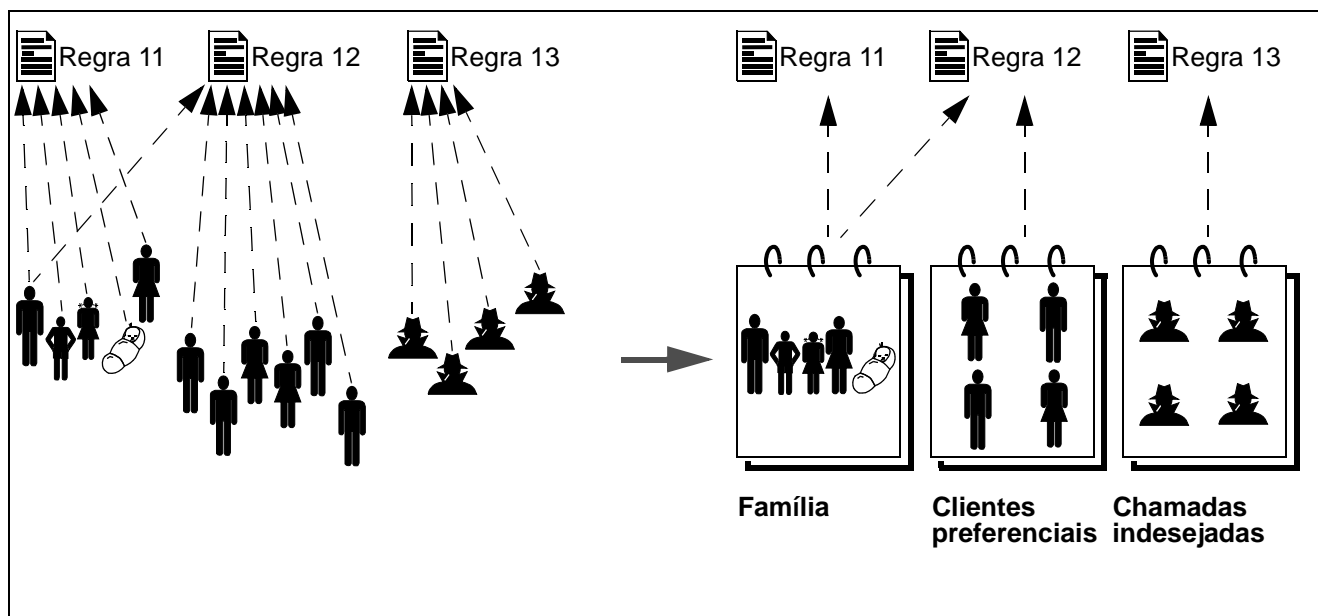 Regra 11
Regra 12
Regra 13
Regra 11
Regra 12
Regra 13
Família
Clientes
preferenciais
Chamadas
indesejadas